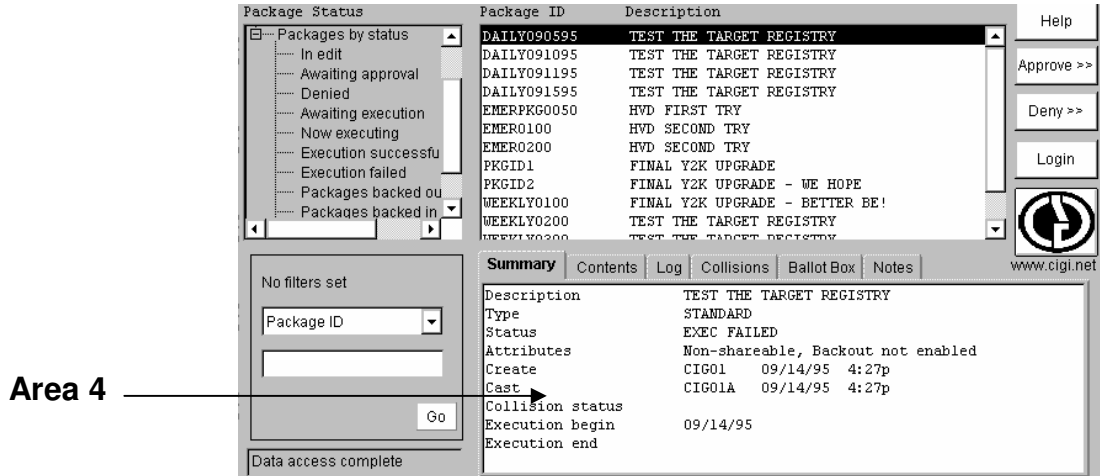 Package Status
Packages by status
In edit
Awaiting approval
Denied
Awaiting execution
Now executing
Execution successfu
Execution failed
Packages backed ou
Packages backed in
Package ID Description
DAILY090595 TEST THE TARGET REGISTRY
DAILY091095 TEST THE TARGET REGISTRY
DAILY091195 TEST THE TARGET REGISTRY
DAILY091595 TEST THE TARGET REGISTRY
EMERPKG0050 HVD FIRST TRY
EMER0100 HVD SECOND TRY
EMER0200 HVD SECOND TRY
PKGID1 FINAL Y2K UPGRADE
PKGID2 FINAL Y2K UPGRADE - WE HOPE
WEEKLY0100 FINAL Y2K UPGRADE - BETTER BE!
WEEKLY0200 TEST THE TARGET REGISTRY
WEEKLY0300 TEST THE TARGET REGISTRY
Help
Approve >>
Deny >>
Login
www.cigi.net
No filters set
Package ID
Go
Data access complete
Summary Contents Log Collisions Ballot Box Notes
Description TEST THE TARGET REGISTRY
Type STANDARD
Status EXEC FAILED
Attributes Non-shareable, Backout not enabled
Create CIG01 09/14/95 4:27p
Cast CIG01A 09/14/95 4:27p
Collision status
Execution begin 09/14/95
Execution end
Area 4